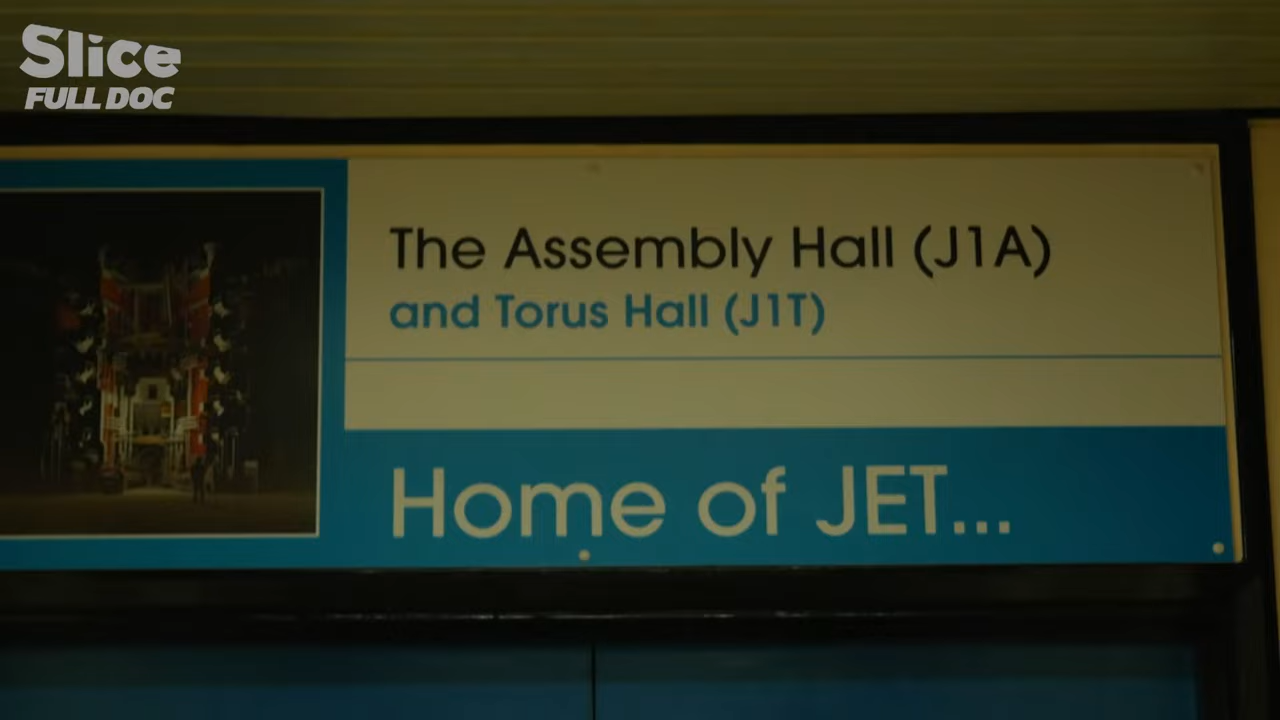 Slice
FULL DOC
The Assembly Hall (J1A)
and Torus Hall (J1T)
Home of JET...